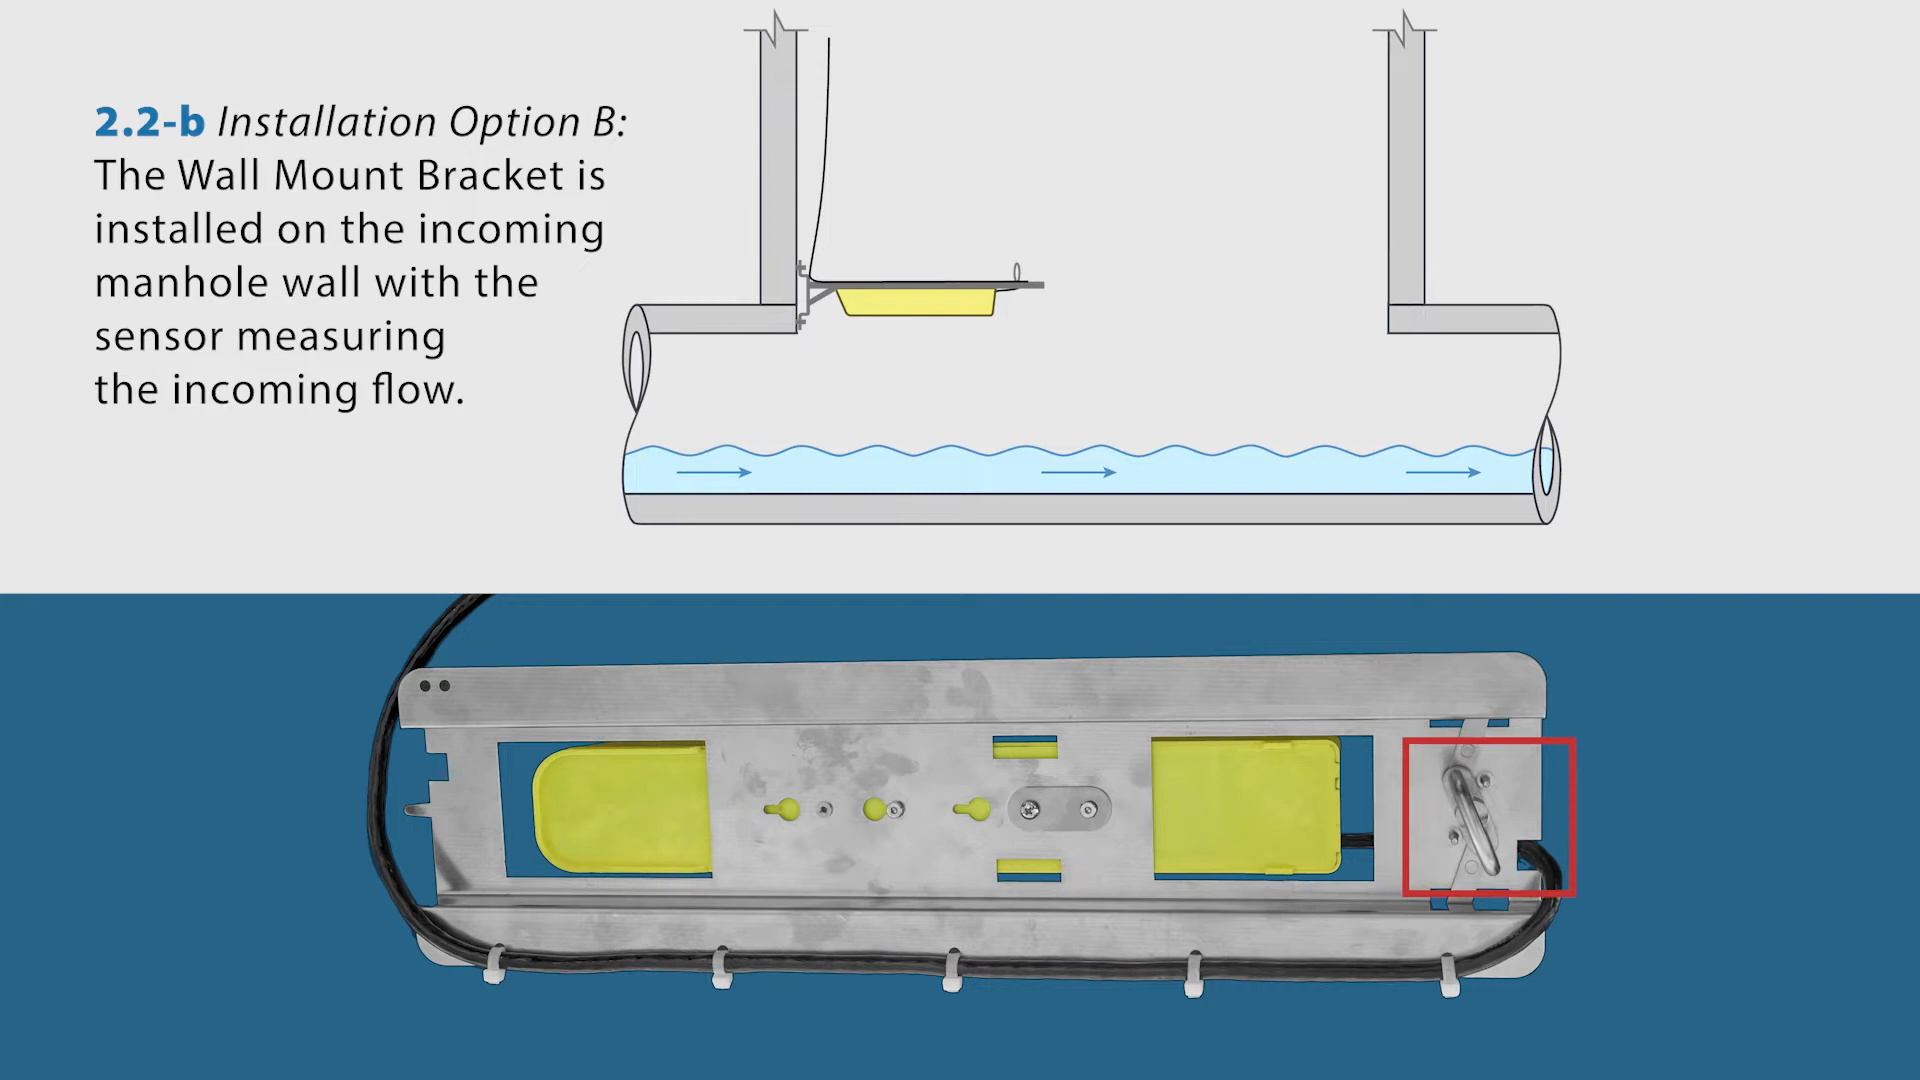 2.2-b Installation Option B:
The Wall Mount Bracket is
installed on the incoming
manhole wall with the
sensor measuring
the incoming flow.